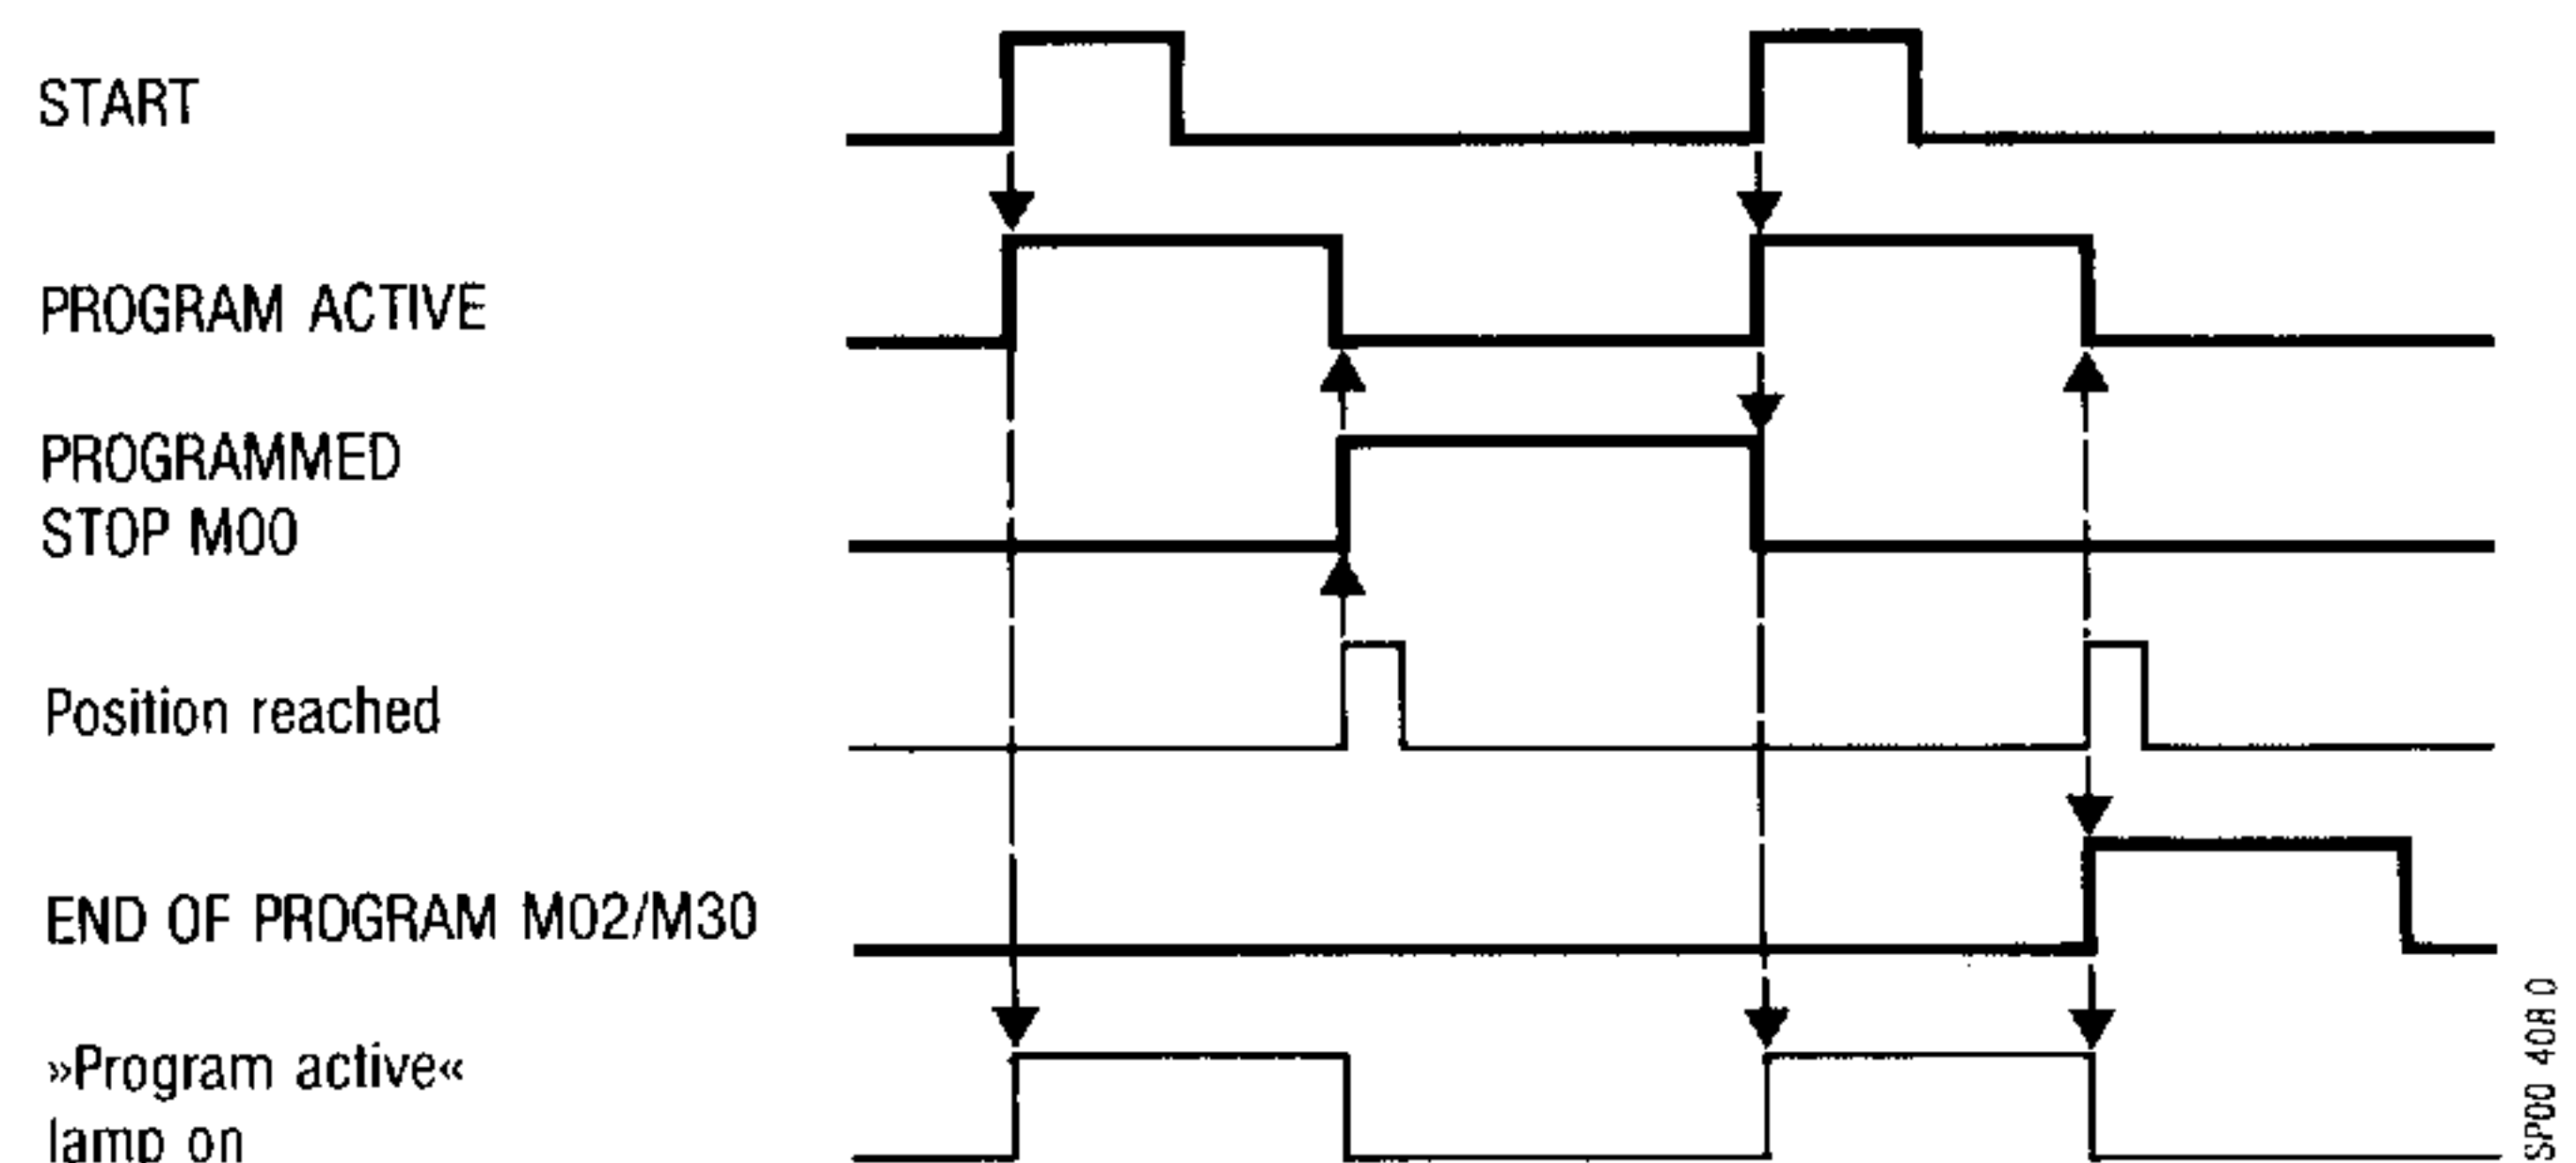 START
PROGRAM ACTIVE
PROGRAMMED
STOP M00
Position reached
END OF PROGRAM M02/M30
»Program active«
lamp on
SP00 408 0